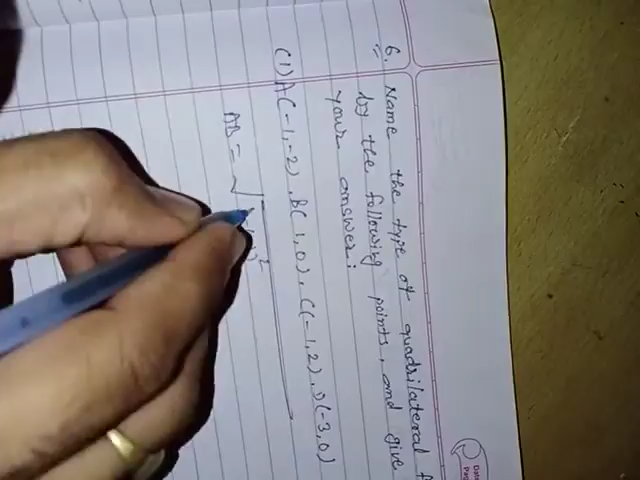 6. Name the type of quadrilateral
by the following points, and give
your answer:
(1) A(-1,-2), B(1,0), C(-1,2), D(-3,0)
AB = √